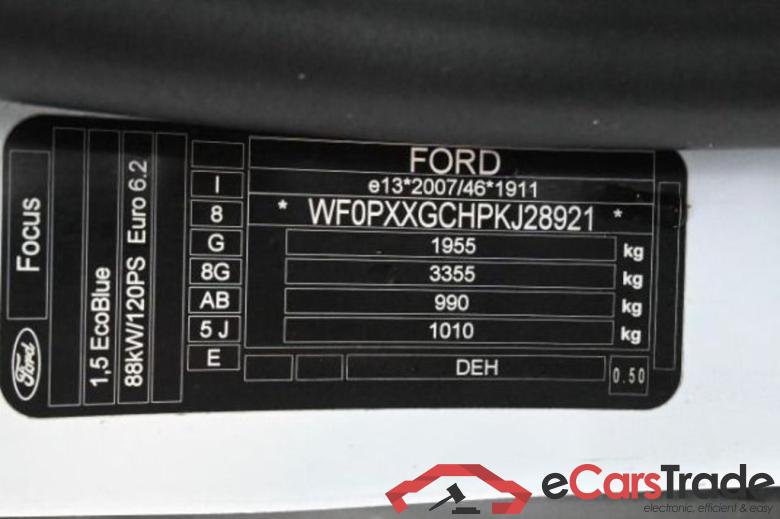 FORD
e13*2007/46*1911
* WF0PXXGCHPKJ28921 *
1955 kg
3355 kg
990 kg
1010 kg
DEH
0.50
I
8
G
8G
AB
5 J
E
Focus
1,5 EcoBlue
88kW/120PS Euro 6.2
Ford
eCarsTrade
electronic, efficient & easy